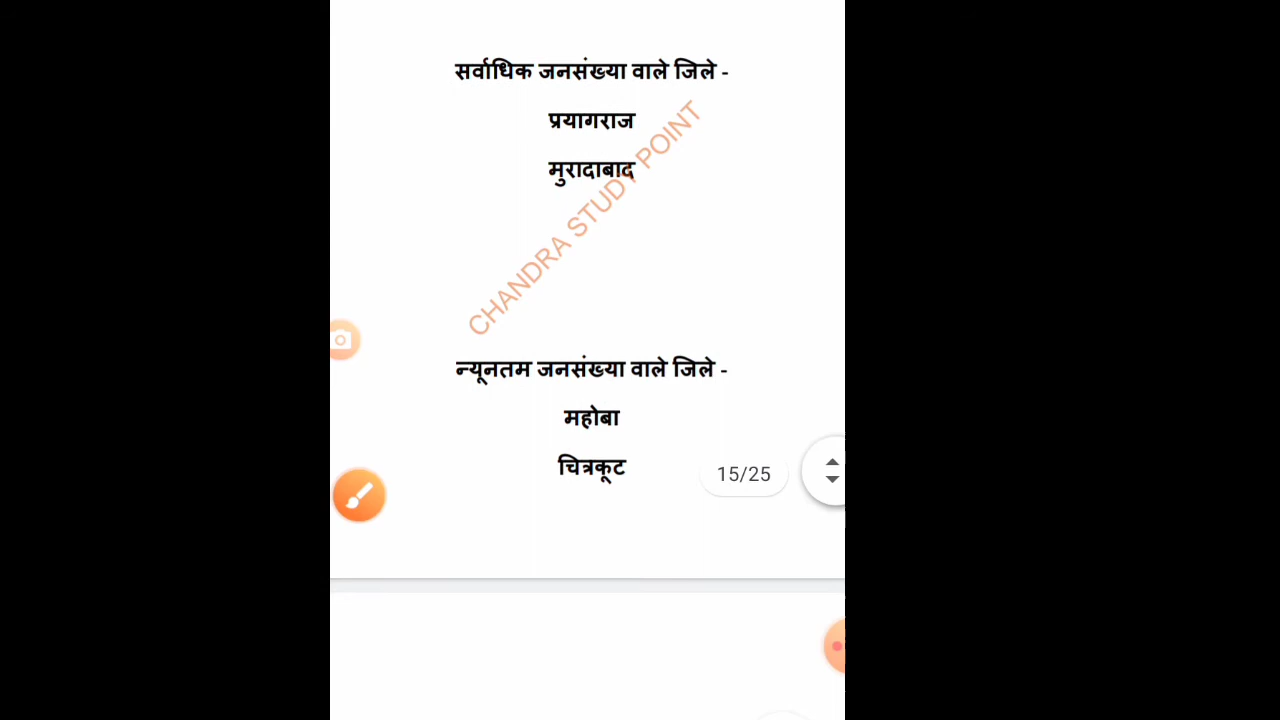 सर्वाधिक जनसंख्या वाले जिले -
प्रयागराज
मुरादाबाद
CHANDRA STUDY POINT
न्यूनतम जनसंख्या वाले जिले -
महोबा
चित्रकूट
15/25